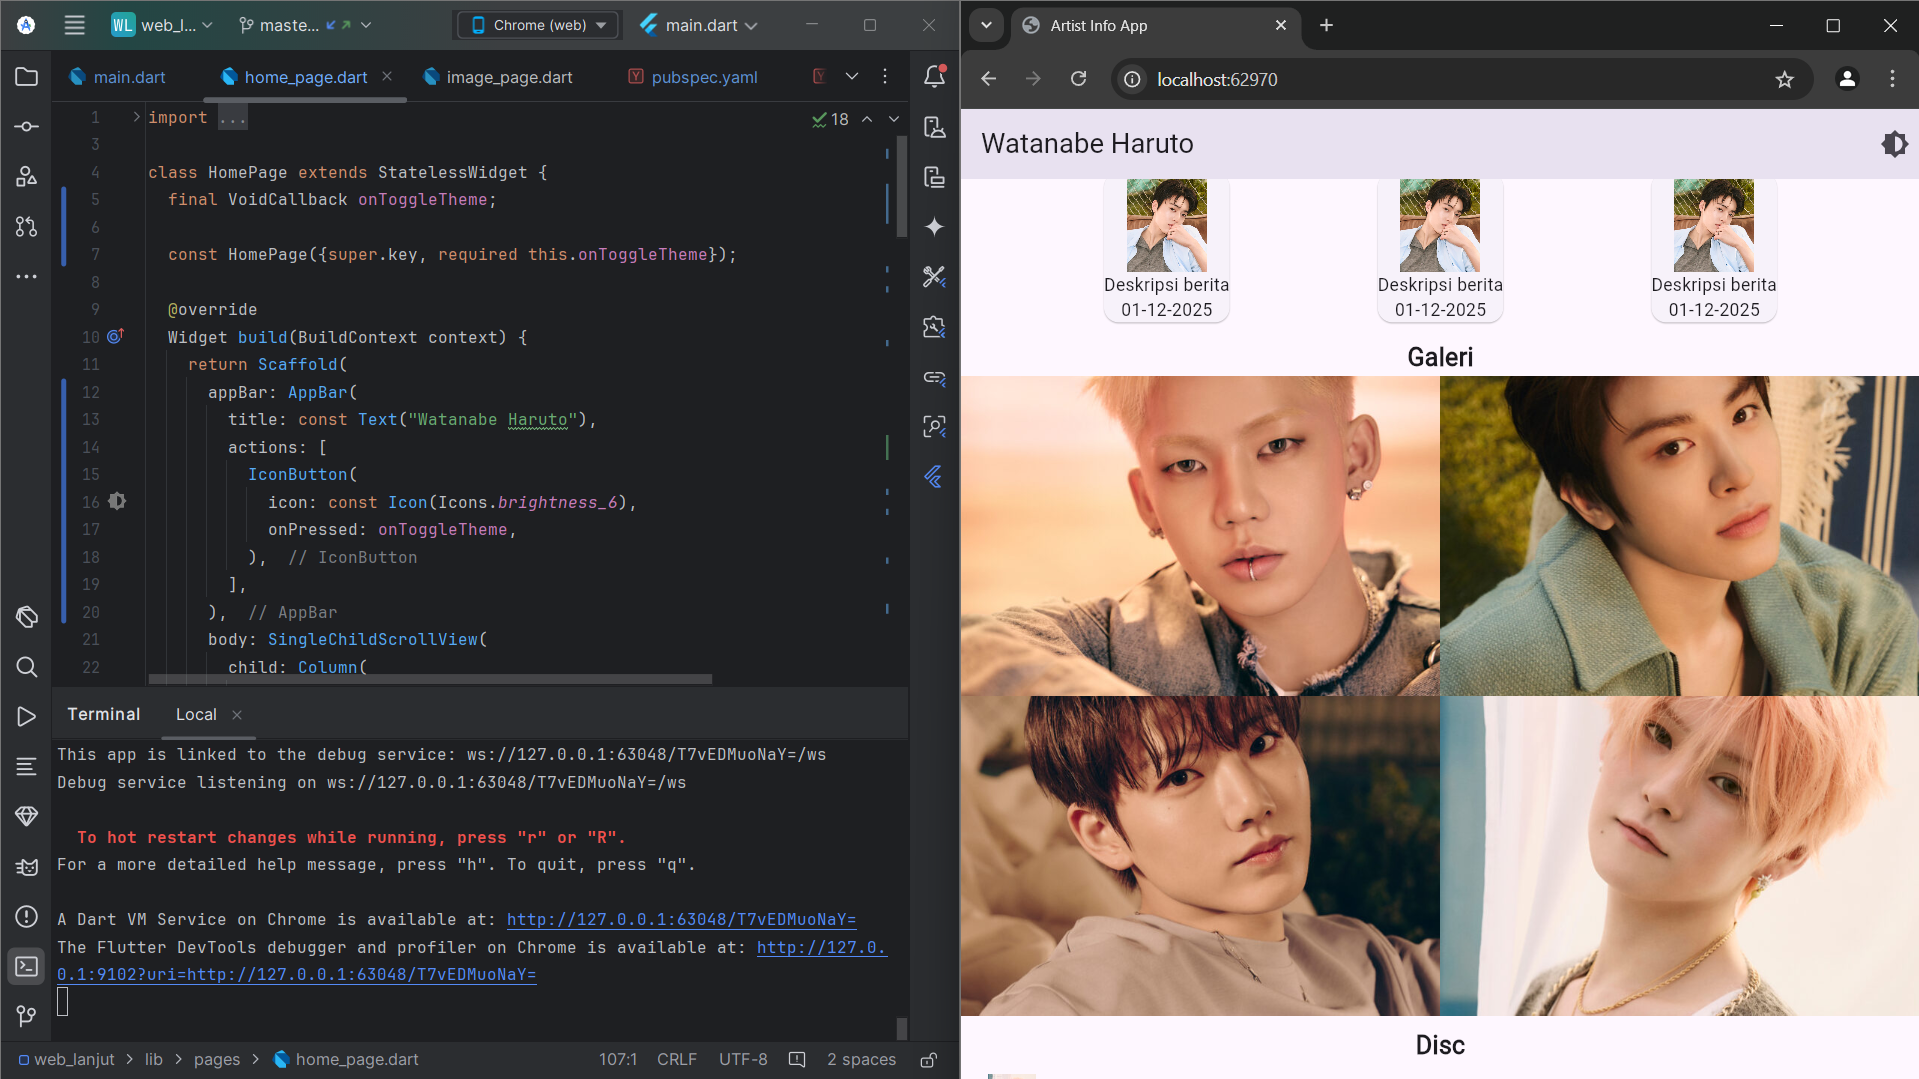 WL web_l... maste... Chrome (web) main.dart
main.dart home_page.dart image_page.dart pubspec.yaml
1 import ...
18
3
4 class HomePage extends StatelessWidget {
5 final VoidCallback onToggleTheme;
6
7 const HomePage({super.key, required this.onToggleTheme});
8
9 @override
10 Widget build(BuildContext context) {
11 return Scaffold(
12 appBar: AppBar(
13 title: const Text("Watanabe Haruto"),
14 actions: [
15 IconButton(
16 icon: const Icon(Icons.brightness_6),
17 onPressed: onToggleTheme,
18 ), // IconButton
19 ],
20 ), // AppBar
21 body: SingleChildScrollView(
22 child: Column(
Terminal Local
This app is linked to the debug service: ws://127.0.0.1:63048/T7vEDMuoNaY=/ws
Debug service listening on ws://127.0.0.1:63048/T7vEDMuoNaY=/ws
To hot restart changes while running, press "r" or "R".
For a more detailed help message, press "h". To quit, press "q".
A Dart VM Service on Chrome is available at: http://127.0.0.1:63048/T7vEDMuoNaY=
The Flutter DevTools debugger and profiler on Chrome is available at: http://127.0.
0.1:9102?uri=http://127.0.0.1:63048/T7vEDMuoNaY=
web_lanjut > lib > pages > home_page.dart 107:1 CRLF UTF-8 2 spaces
Artist Info App
localhost:62970
Watanabe Haruto
Deskripsi berita Deskripsi berita Deskripsi berita
01-12-2025 01-12-2025 01-12-2025
Galeri
Disc